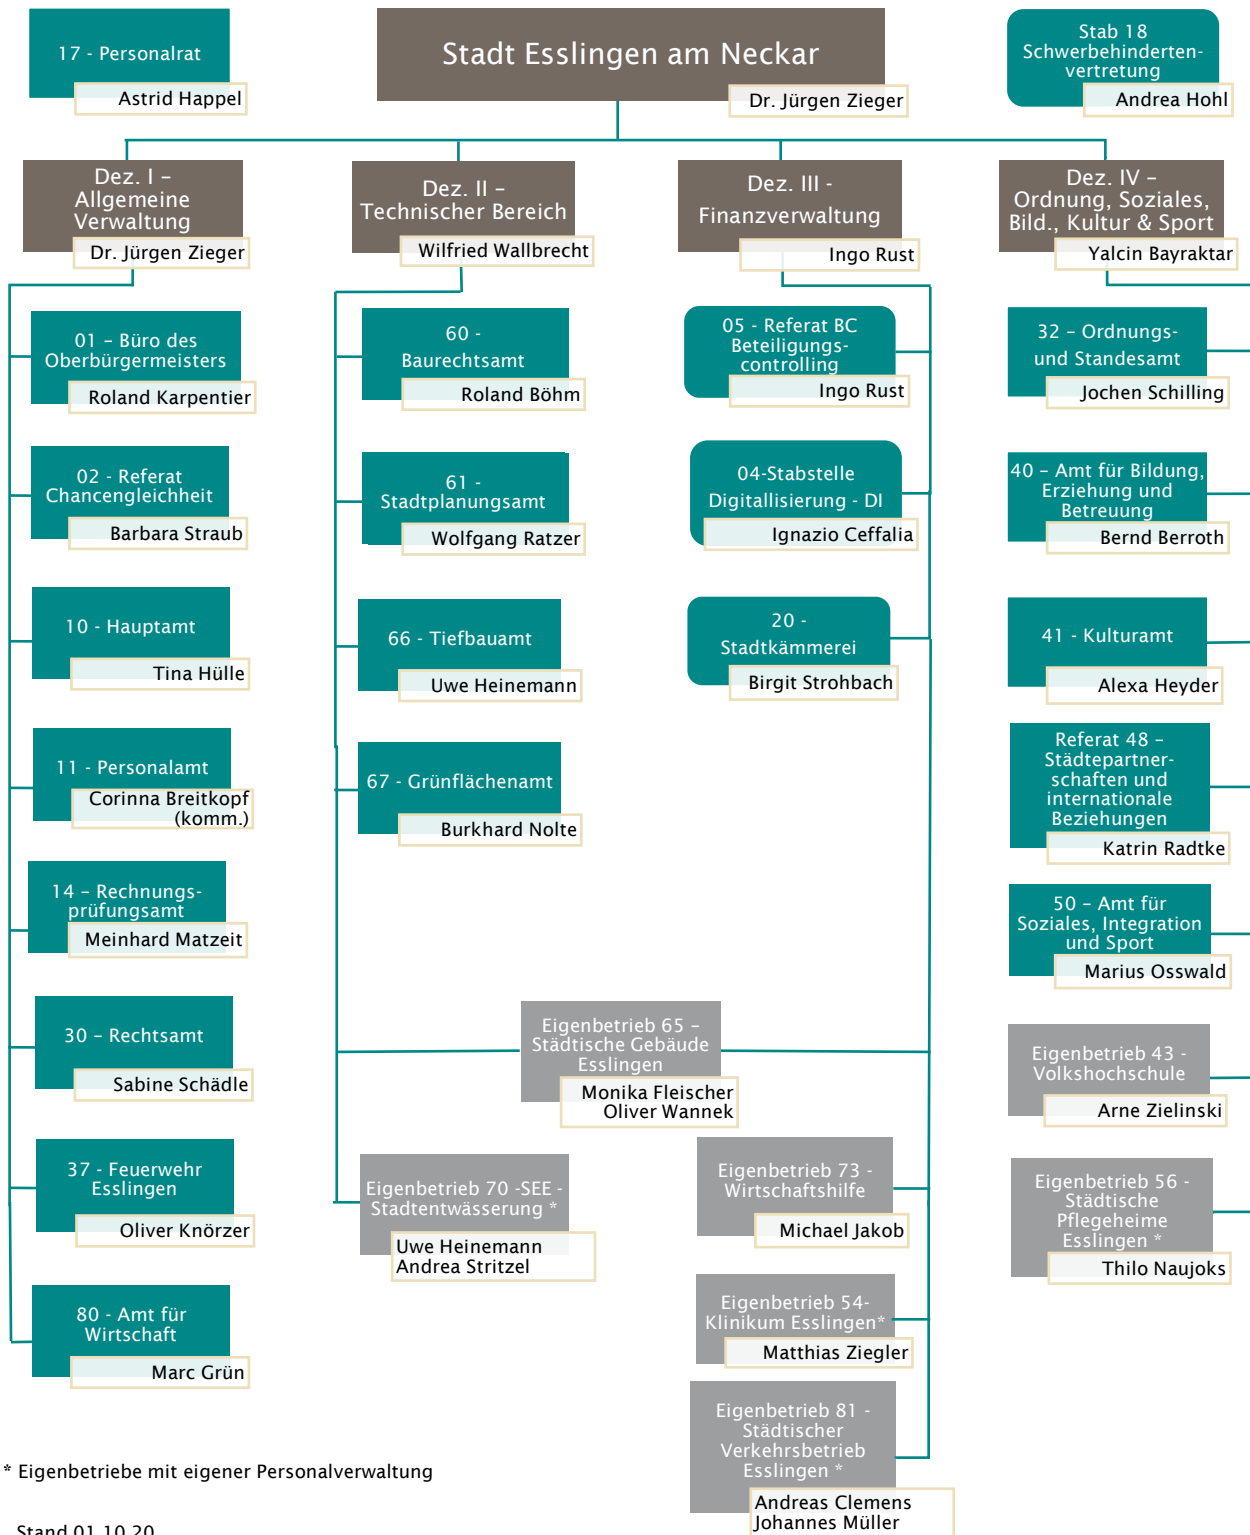 17 - Personalrat
Astrid Happel
Stadt Esslingen am Neckar
Dr. Jürgen Zieger
Stab 18
Schwerbehinderten-
vertretung
Andrea Hohl
Dez. I –
Allgemeine
Verwaltung
Dr. Jürgen Zieger
01 – Büro des
Oberbürgermeisters
Roland Karpentier
02 - Referat
Chancengleichheit
Barbara Straub
10 - Hauptamt
Tina Hülle
11 - Personalamt
Corinna Breitkopf
(komm.)
14 – Rechnungs-
prüfungsamt
Meinhard Matzeit
30 – Rechtsamt
Sabine Schädle
37 - Feuerwehr
Esslingen
Oliver Knörzer
80 - Amt für
Wirtschaft
Marc Grün
Dez. II –
Technischer Bereich
Wilfried Wallbrecht
60 -
Baurechtsamt
Roland Böhm
61 -
Stadtplanungsamt
Wolfgang Ratzer
66 - Tiefbauamt
Uwe Heinemann
67 - Grünflächenamt
Burkhard Nolte
Eigenbetrieb 65 –
Städtische Gebäude
Esslingen
Monika Fleischer
Oliver Wannek
Eigenbetrieb 70 -SEE -
Stadtentwässerung *
Uwe Heinemann
Andrea Stritzel
Dez. III -
Finanzverwaltung
Ingo Rust
05 - Referat BC
Beteiligungs-
controlling
Ingo Rust
04-Stabstelle
Digitallisierung - DI
Ignazio Ceffalia
20 -
Stadtkämmerei
Birgit Strohbach
Eigenbetrieb 73 -
Wirtschaftshilfe
Michael Jakob
Eigenbetrieb 54-
Klinikum Esslingen*
Matthias Ziegler
Eigenbetrieb 81 -
Städtischer
Verkehrsbetrieb
Esslingen *
Andreas Clemens
Johannes Müller
Dez. IV –
Ordnung, Soziales,
Bild., Kultur & Sport
Yalcin Bayraktar
32 – Ordnungs-
und Standesamt
Jochen Schilling
40 – Amt für Bildung,
Erziehung und
Betreuung
Bernd Berroth
41 - Kulturamt
Alexa Heyder
Referat 48 –
Städtepartner-
schaften und
internationale
Beziehungen
Katrin Radtke
50 – Amt für
Soziales, Integration
und Sport
Marius Osswald
Eigenbetrieb 43 -
Volkshochschule
Arne Zielinski
Eigenbetrieb 56 -
Städtische
Pflegeheime
Esslingen *
Thilo Naujoks
* Eigenbetriebe mit eigener Personalverwaltung
Stand 01.10.20